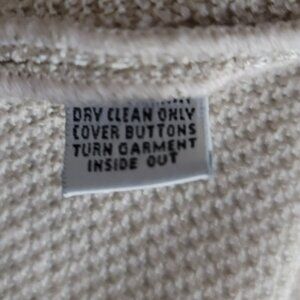 DRY CLEAN ONLY
COVER BUTTONS
TURN GARMENT
INSIDE OUT